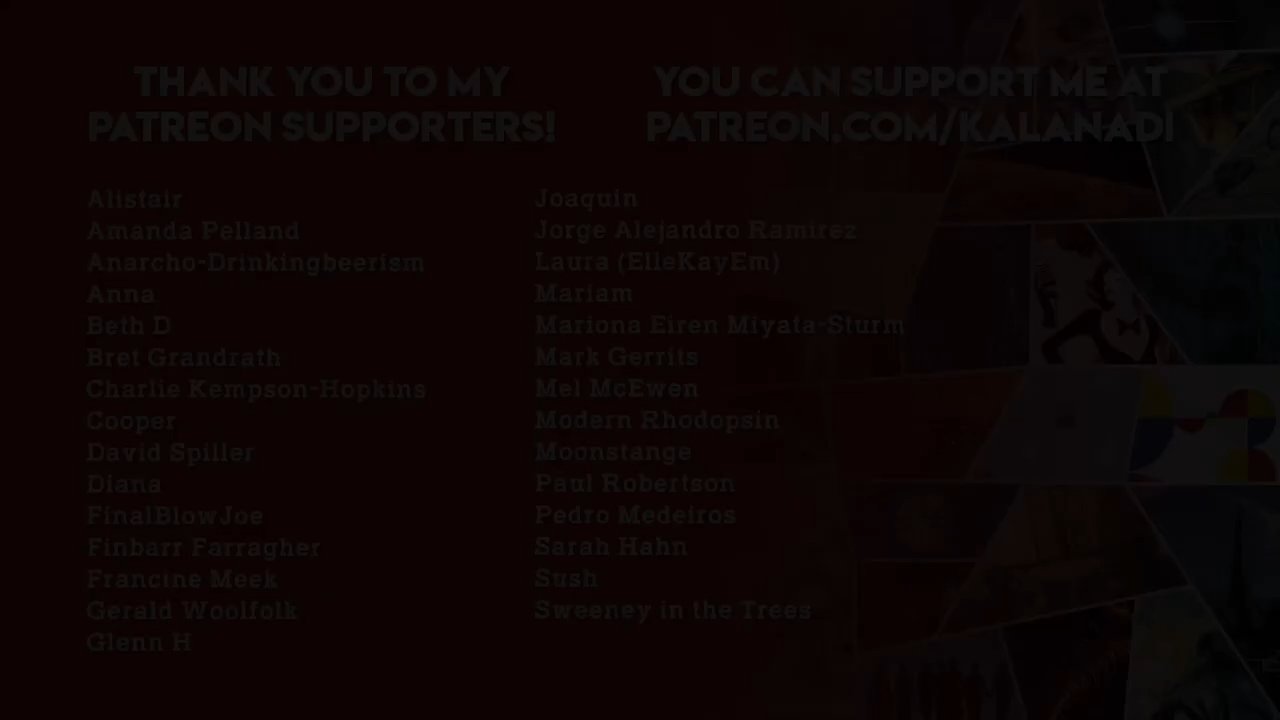 THANK YOU TO MY
PATREON SUPPORTERS!
YOU CAN SUPPORT ME AT
PATREON.COM/KALANADI
Alistair
Amanda Pelland
Anarcho-Drinkingbeerism
Anna
Beth D
Bret Grandrath
Charlie Kempson-Hopkins
Cooper
David Spiller
Diana
FinalBlowJoe
Finbarr Farragher
Francine Meek
Gerald Woolfolk
Glenn H
Joaquin
Jorge Alejandro Ramirez
Laura (ElleKayEm)
Mariam
Mariona Eiren Miyata-Sturm
Mark Gerrits
Mel McEwen
Modern Rhodopsin
Moonstange
Paul Robertson
Pedro Medeiros
Sarah Hahn
Sush
Sweeney in the Trees